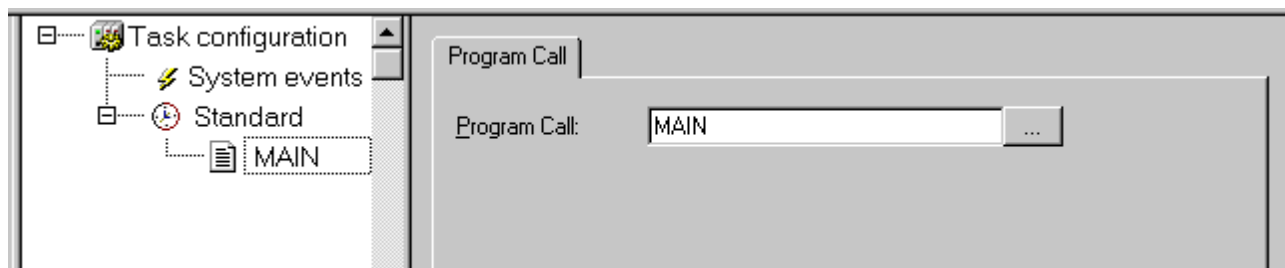 Task configuration
System events
Standard
MAIN
Program Call
Program Call:
MAIN
...